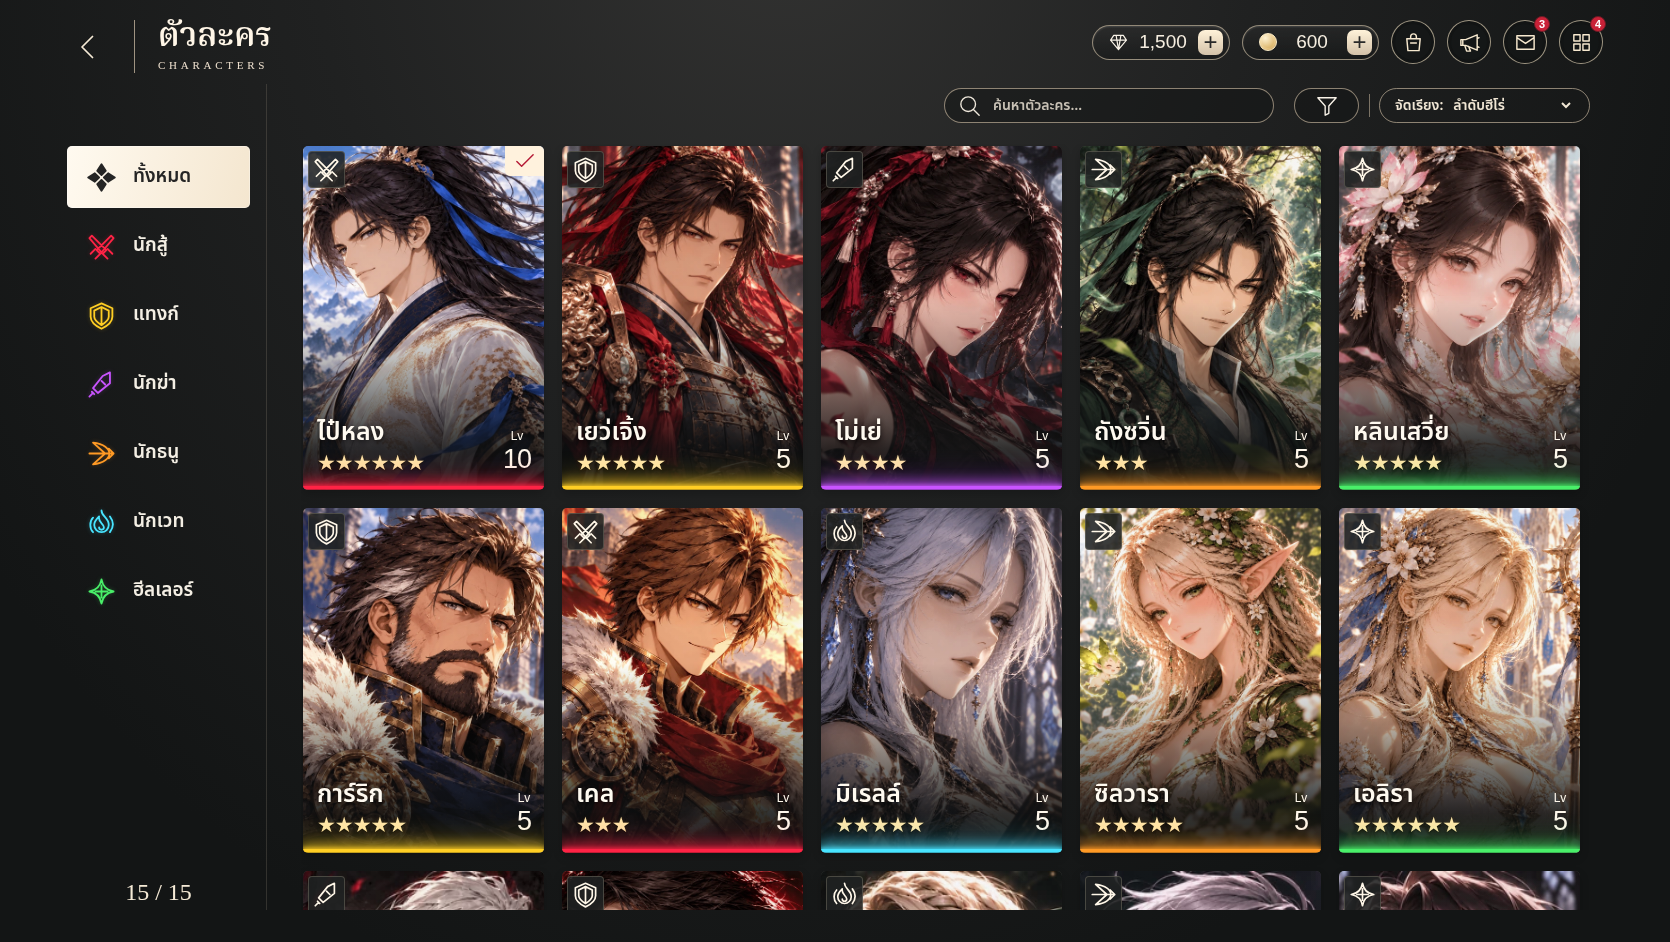 ตัวละคร
CHARACTERS
1,500
600
3
4
ค้นหาตัวละคร...
จัดเรียง: ลำดับฮีโร่
ทั้งหมด
นักสู้
แทงก์
นักฆ่า
นักธนู
นักเวท
ฮีลเลอร์
15 / 15
ไป๋หลง
Lv
10
เยว่เจิ้ง
Lv
5
โม่เย่
Lv
5
ถังซวิ่น
Lv
5
หลินเสวี่ย
Lv
5
การ์ริก
Lv
5
เคล
Lv
5
มิเรลล์
Lv
5
ซิลวารา
Lv
5
เอลิรา
Lv
5